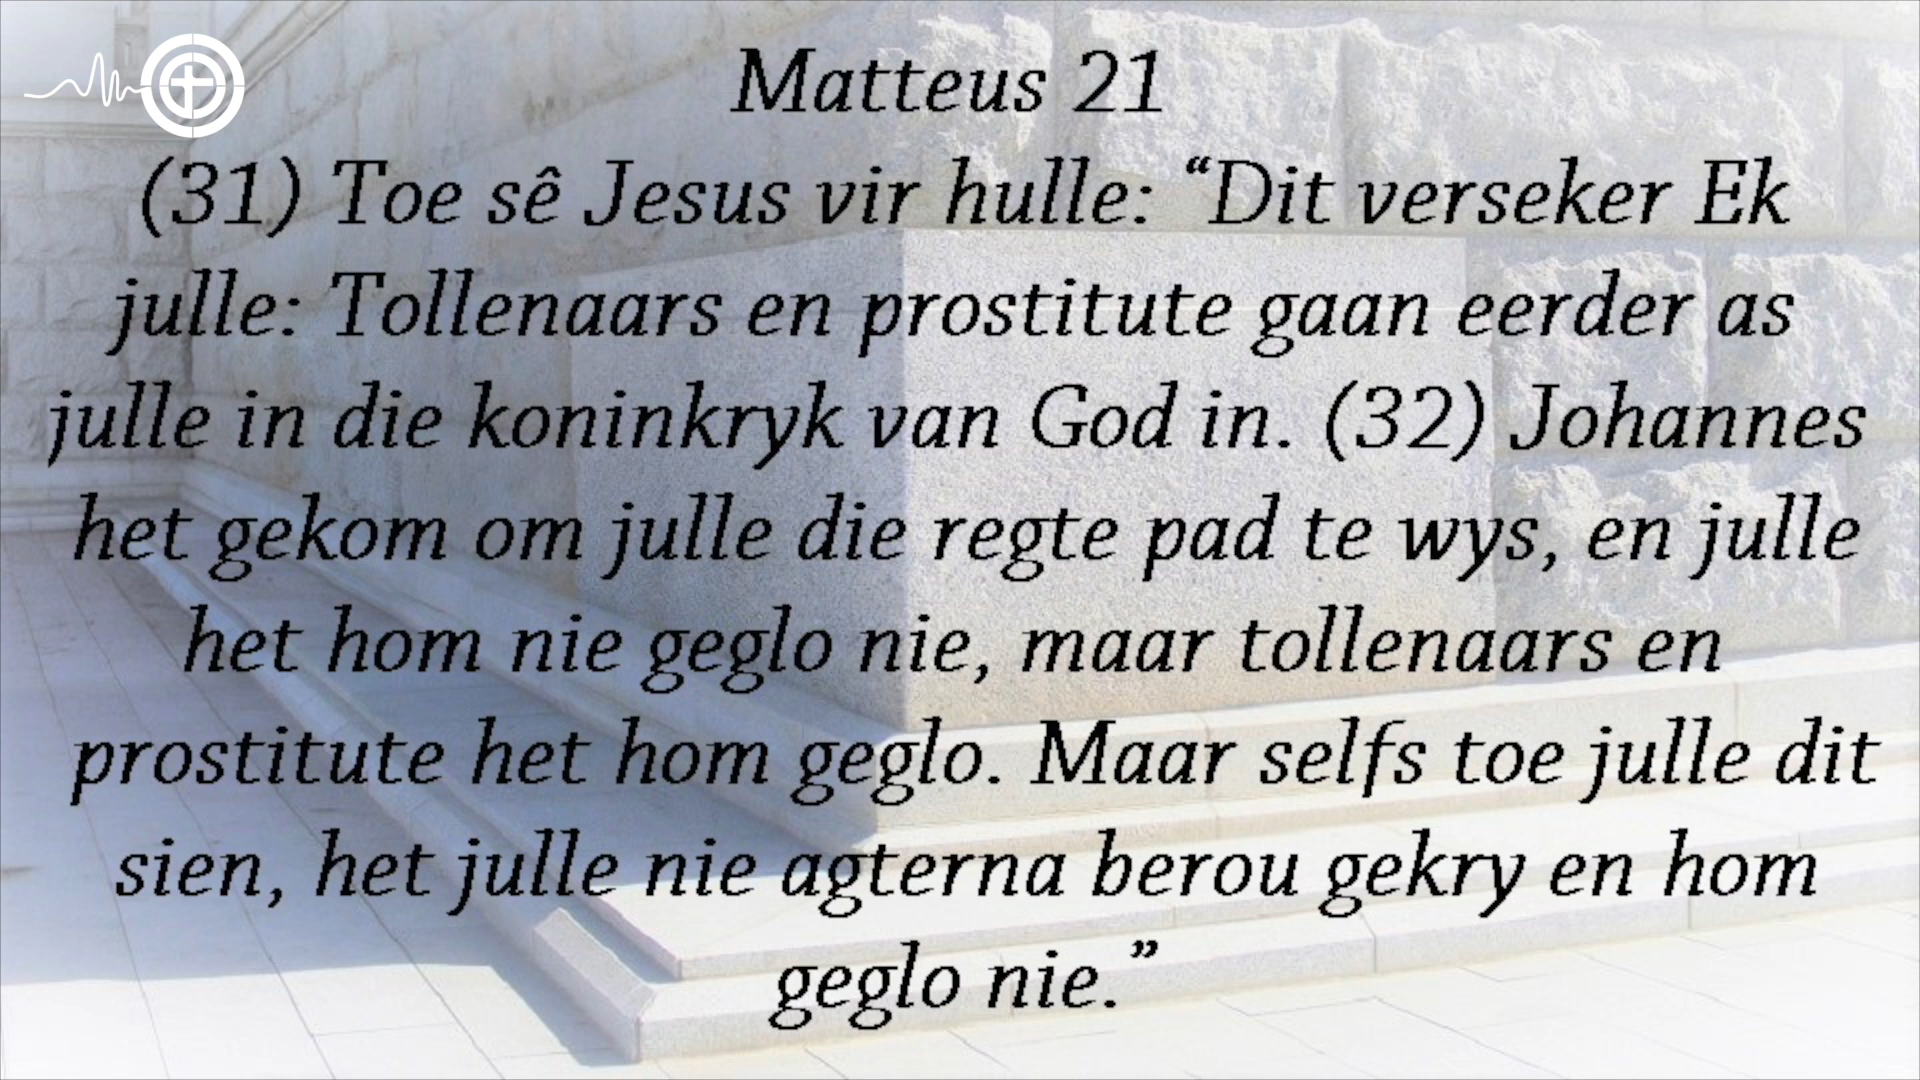 Matteus 21
(31) Toe sê Jesus vir hulle: “Dit verseker Ek
julle: Tollenaars en prostitute gaan eerder as
julle in die koninkryk van God in. (32) Johannes
het gekom om julle die regte pad te wys, en julle
het hom nie geglo nie, maar tollenaars en
prostitute het hom geglo. Maar selfs toe julle dit
sien, het julle nie agterna berou gekry en hom
geglo nie.”